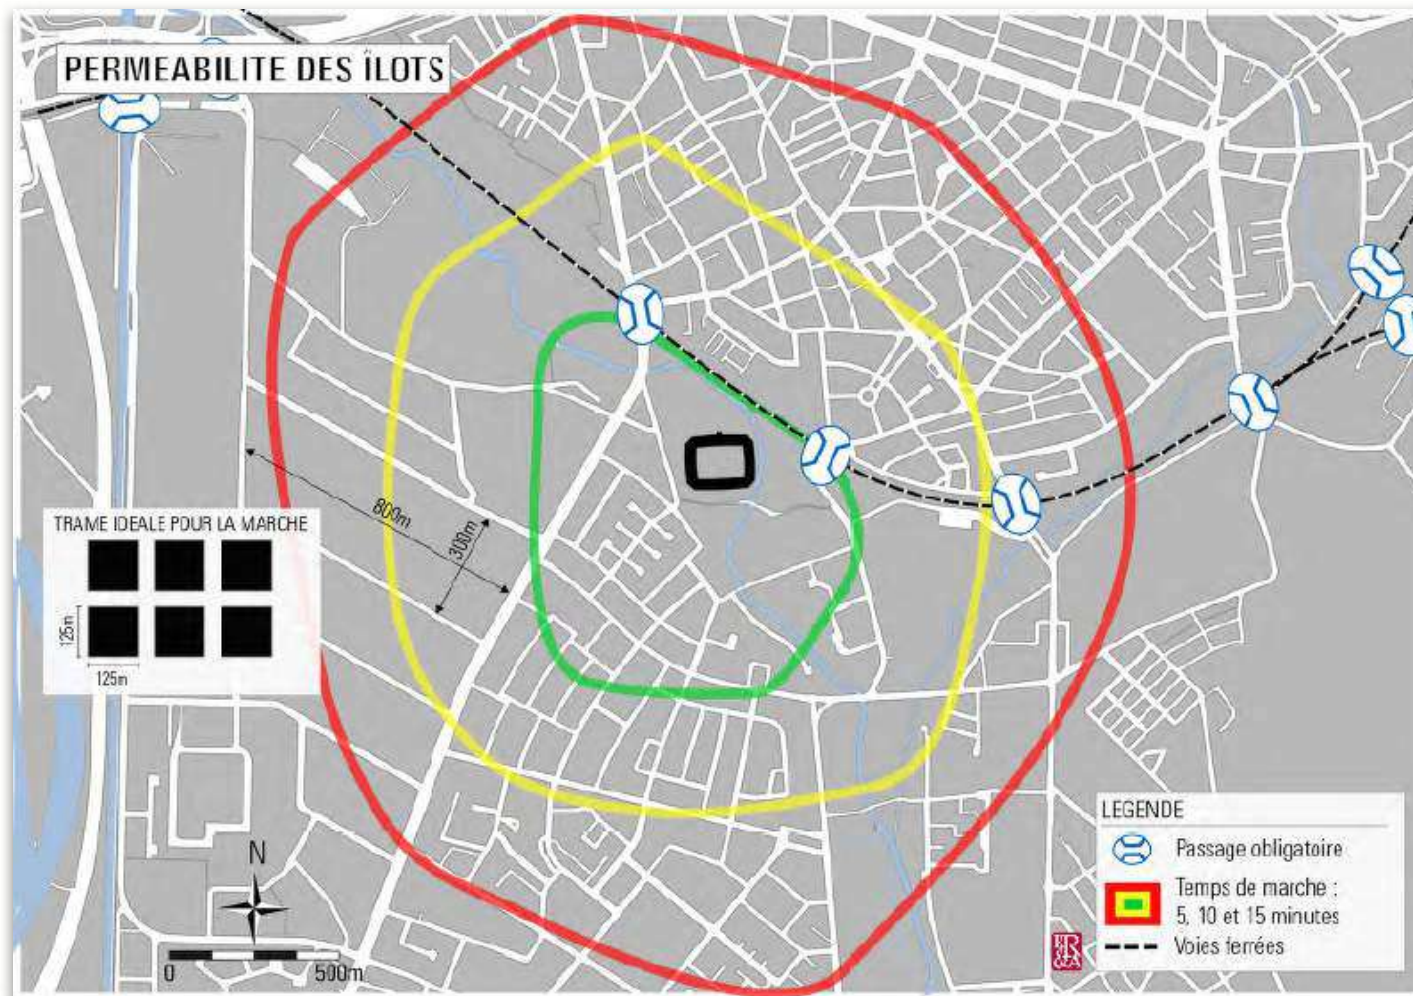 PERMEABILITE DES ÎLOTS
800m
300m
TRAME IDEALE POUR LA MARCHE
125m
125m
N
0
500m
LEGENDE
Passage obligatoire
Temps de marche :
5, 10 et 15 minutes
Voies ferrées